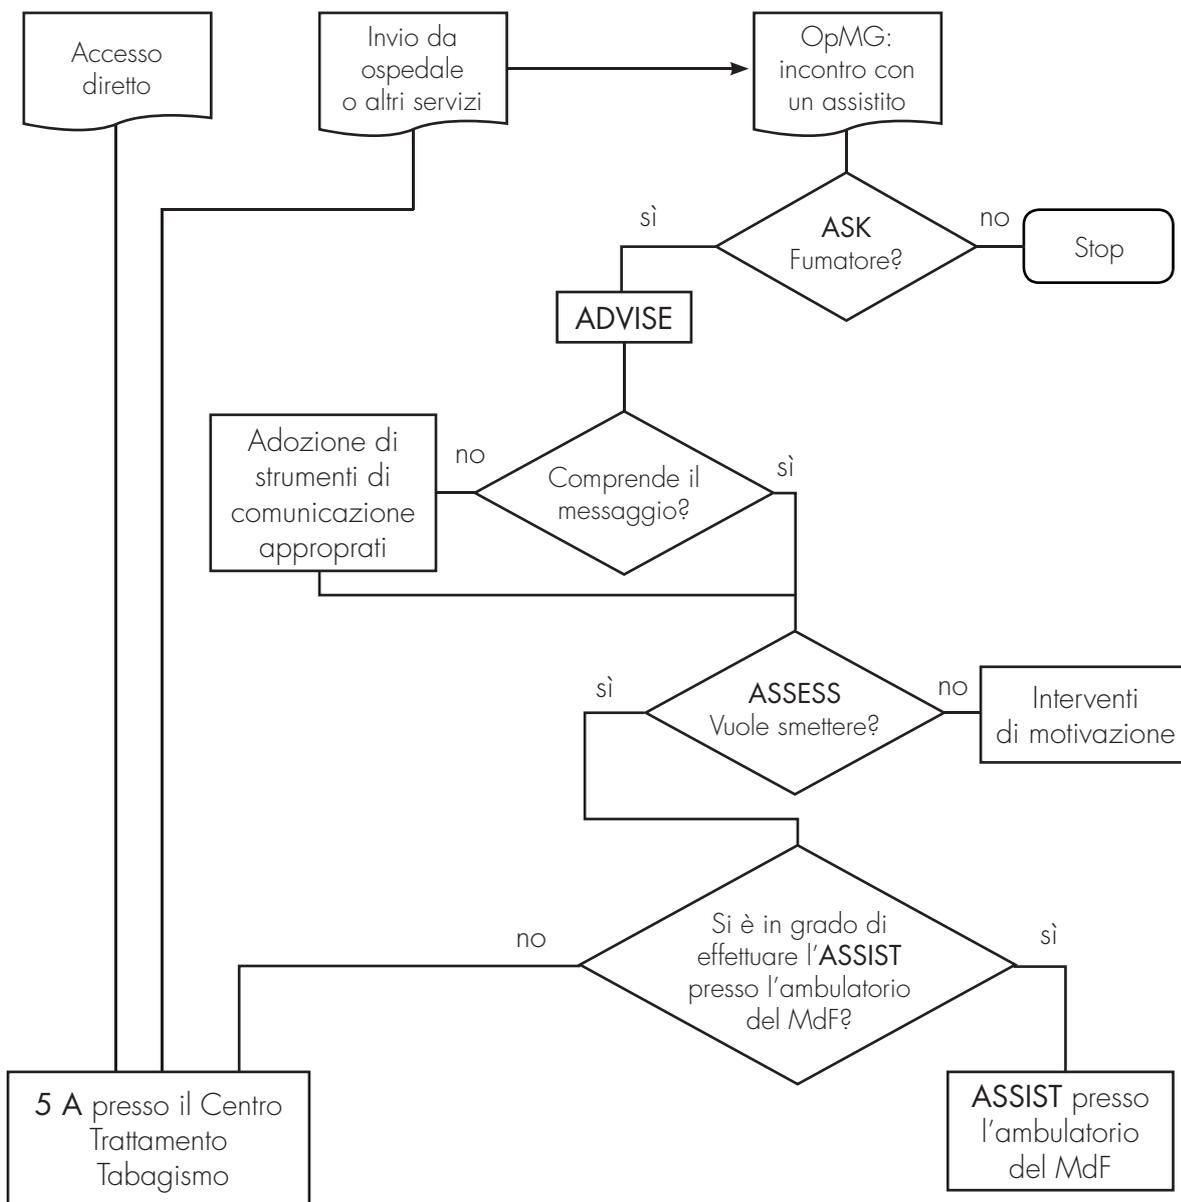 Accesso
diretto
Invio da
ospedale
o altri servizi
OpMG:
incontro con
un assistito
sì
ASK
Fumatore?
no
Stop
ADVISE
Adozione di
strumenti di
comunicazione
approprati
no
Comprende il
messaggio?
sì
sì
ASSESS
Vuole smettere?
no
Interventi
di motivazione
no
Si è in grado di
effettuare l'ASSIST
presso l'ambulatorio
del MdF?
sì
5 A presso il Centro
Trattamento
Tabagismo
ASSIST presso
l'ambulatorio
del MdF